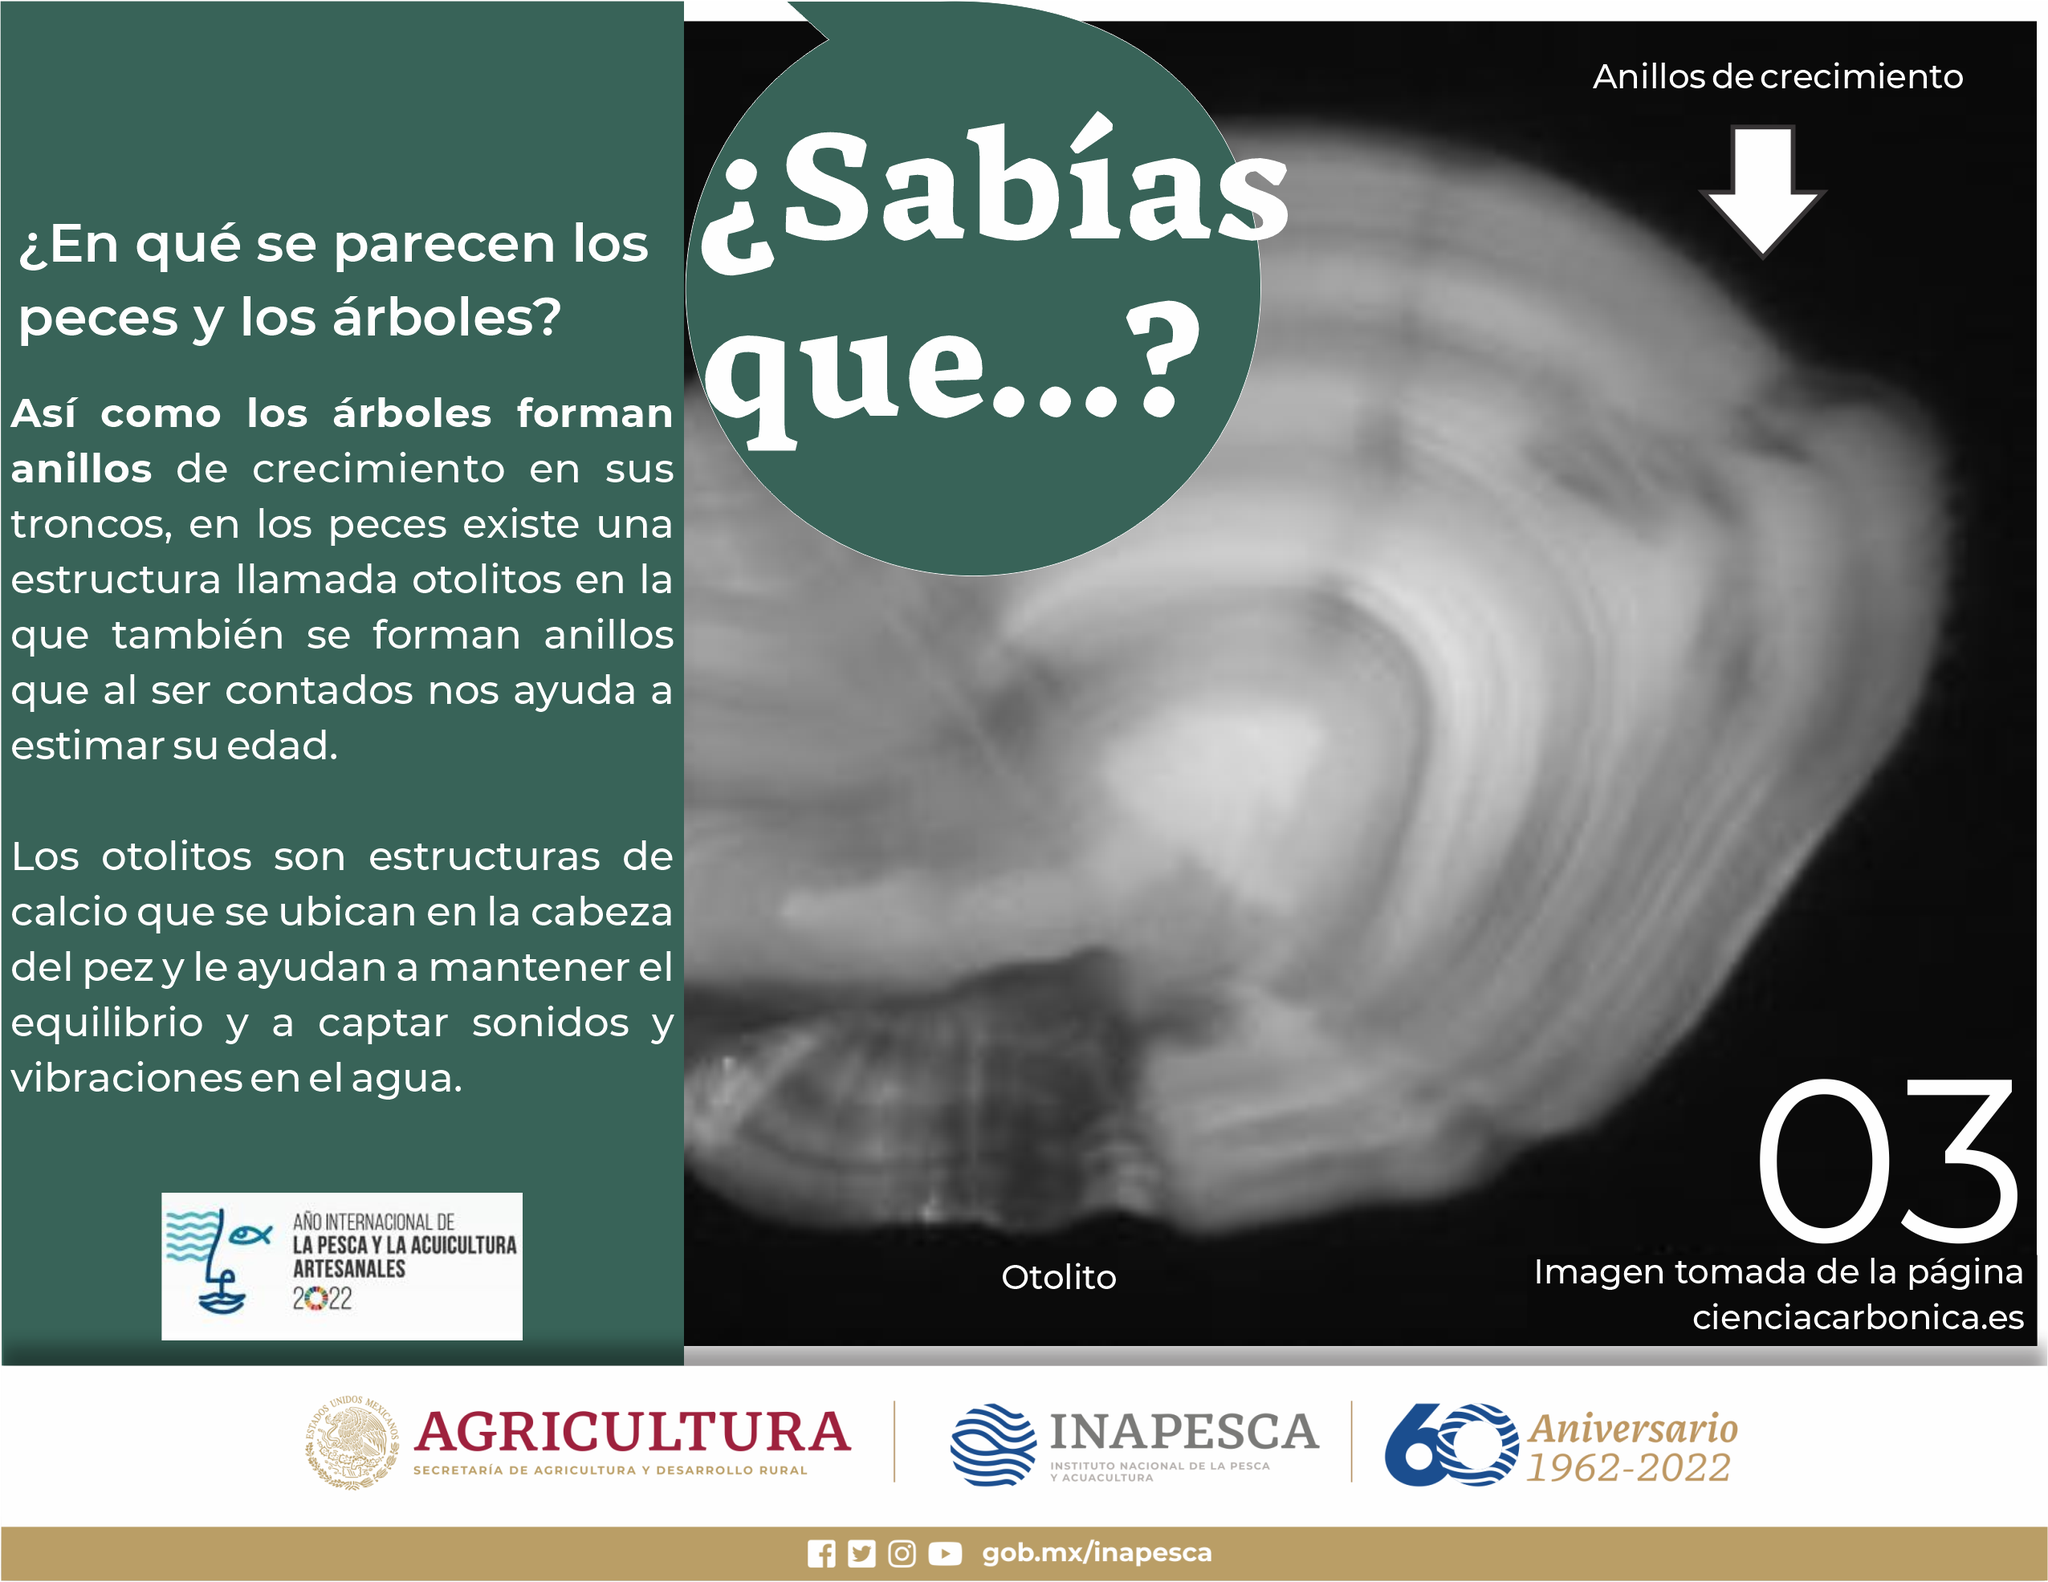 ¿Sabías
que...?
¿En qué se parecen los
peces y los árboles?
Así como los árboles forman
anillos de crecimiento en sus
troncos, en los peces existe una
estructura llamada otolitos en la
que también se forman anillos
que al ser contados nos ayuda a
estimar su edad.
Los otolitos son estructuras de
calcio que se ubican en la cabeza
del pez y le ayudan a mantener el
equilibrio y a captar sonidos y
vibraciones en el agua.
AÑO INTERNACIONAL DE
LA PESCA Y LA ACUICULTURA
ARTESANALES
2022
Anillos de crecimiento
Otolito
03
Imagen tomada de la página
cienciacarbonica.es
ESTADOS UNIDOS MEXICANOS
AGRICULTURA
SECRETARÍA DE AGRICULTURA Y DESARROLLO RURAL
INAPESCA
INSTITUTO NACIONAL DE LA PESCA
Y ACUACULTURA
60 Aniversario
1962-2022
gob.mx/inapesca